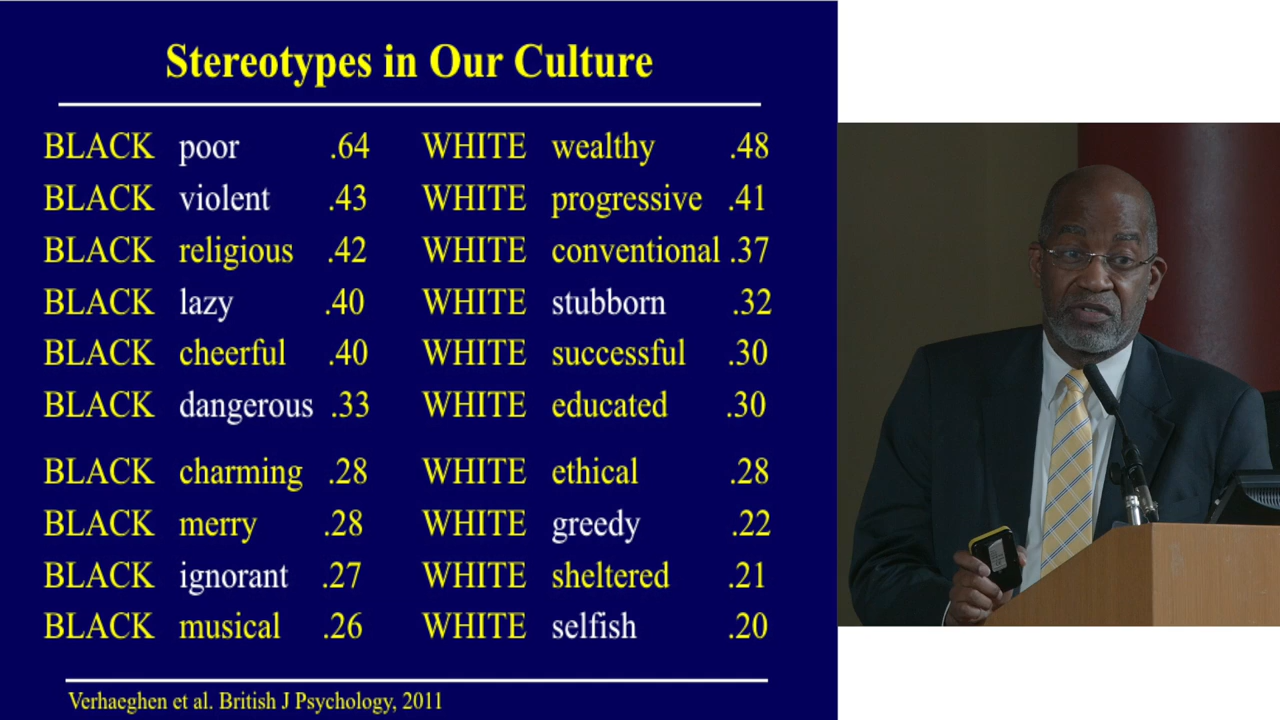 Stereotypes in Our Culture
BLACK poor .64 WHITE wealthy .48
BLACK violent .43 WHITE progressive .41
BLACK religious .42 WHITE conventional .37
BLACK lazy .40 WHITE stubborn .32
BLACK cheerful .40 WHITE successful .30
BLACK dangerous .33 WHITE educated .30
BLACK charming .28 WHITE ethical .28
BLACK merry .28 WHITE greedy .22
BLACK ignorant .27 WHITE sheltered .21
BLACK musical .26 WHITE selfish .20
Verhaeghen et al. British J Psychology, 2011